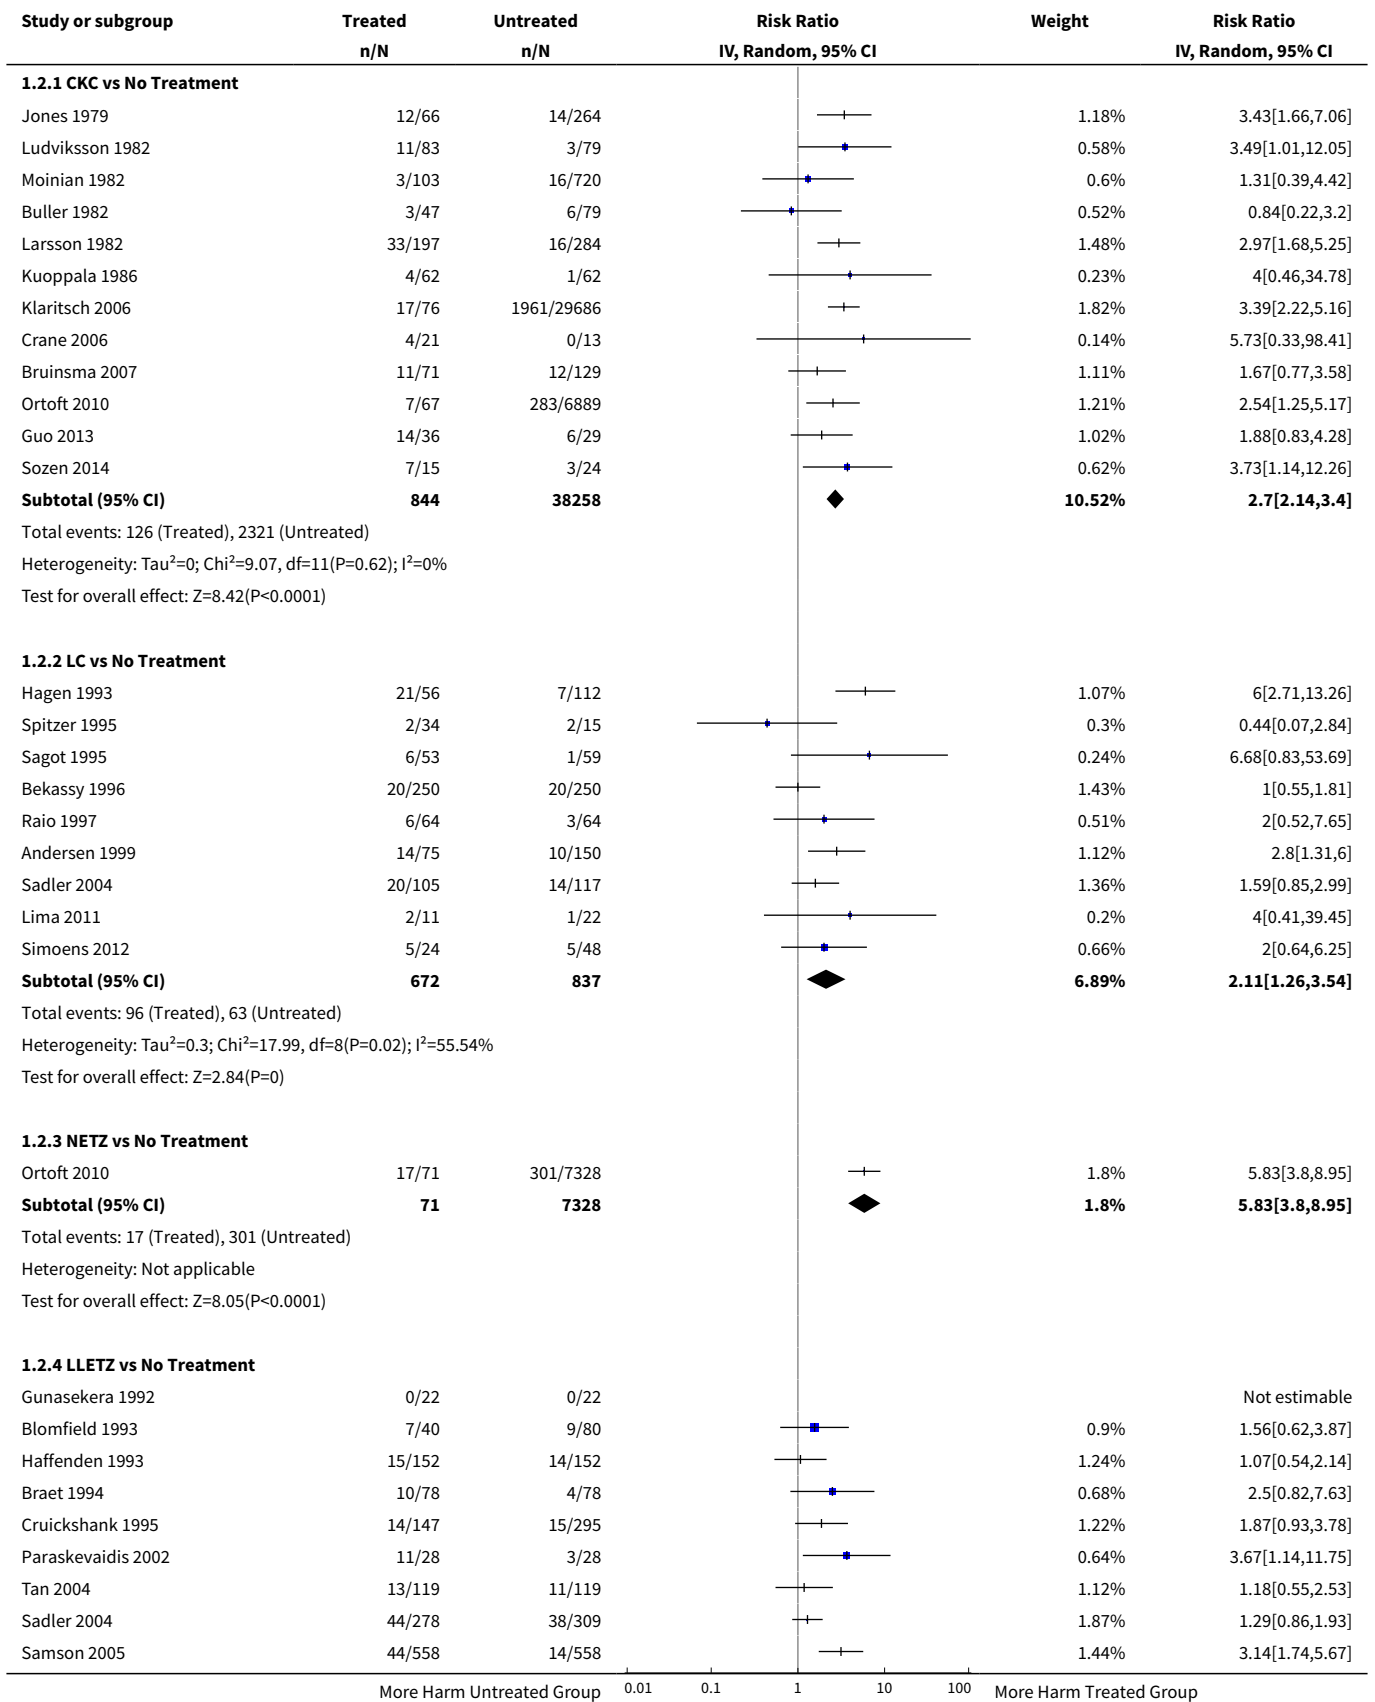 Study or subgroup Treated Untreated Risk Ratio Weight Risk Ratio
n/N n/N IV, Random, 95% CI IV, Random, 95% CI
1.2.1 CKC vs No Treatment
Jones 1979 12/66 14/264 1.18% 3.43[1.66,7.06]
Ludviksson 1982 11/83 3/79 0.58% 3.49[1.01,12.05]
Moinian 1982 3/103 16/720 0.6% 1.31[0.39,4.42]
Buller 1982 3/47 6/79 0.52% 0.84[0.22,3.2]
Larsson 1982 33/197 16/284 1.48% 2.97[1.68,5.25]
Kuoppala 1986 4/62 1/62 0.23% 4[0.46,34.78]
Klaritsch 2006 17/76 1961/29686 1.82% 3.39[2.22,5.16]
Crane 2006 4/21 0/13 0.14% 5.73[0.33,98.41]
Bruinsma 2007 11/71 12/129 1.11% 1.67[0.77,3.58]
Ortoft 2010 7/67 283/6889 1.21% 2.54[1.25,5.17]
Guo 2013 14/36 6/29 1.02% 1.88[0.83,4.28]
Sozen 2014 7/15 3/24 0.62% 3.73[1.14,12.26]
Subtotal (95% CI) 844 38258 10.52% 2.7[2.14,3.4]
Total events: 126 (Treated), 2321 (Untreated)
Heterogeneity: Tau²=0; Chi²=9.07, df=11(P=0.62); I²=0%
Test for overall effect: Z=8.42(P<0.0001)
1.2.2 LC vs No Treatment
Hagen 1993 21/56 7/112 1.07% 6[2.71,13.26]
Spitzer 1995 2/34 2/15 0.3% 0.44[0.07,2.84]
Sagot 1995 6/53 1/59 0.24% 6.68[0.83,53.69]
Bekassy 1996 20/250 20/250 1.43% 1[0.55,1.81]
Raio 1997 6/64 3/64 0.51% 2[0.52,7.65]
Andersen 1999 14/75 10/150 1.12% 2.8[1.31,6]
Sadler 2004 20/105 14/117 1.36% 1.59[0.85,2.99]
Lima 2011 2/11 1/22 0.2% 4[0.41,39.45]
Simoens 2012 5/24 5/48 0.66% 2[0.64,6.25]
Subtotal (95% CI) 672 837 6.89% 2.11[1.26,3.54]
Total events: 96 (Treated), 63 (Untreated)
Heterogeneity: Tau²=0.3; Chi²=17.99, df=8(P=0.02); I²=55.54%
Test for overall effect: Z=2.84(P=0)
1.2.3 NETZ vs No Treatment
Ortoft 2010 17/71 301/7328 1.8% 5.83[3.8,8.95]
Subtotal (95% CI) 71 7328 1.8% 5.83[3.8,8.95]
Total events: 17 (Treated), 301 (Untreated)
Heterogeneity: Not applicable
Test for overall effect: Z=8.05(P<0.0001)
1.2.4 LLETZ vs No Treatment
Gunasekera 1992 0/22 0/22 Not estimable
Blomfield 1993 7/40 9/80 0.9% 1.56[0.62,3.87]
Haffenden 1993 15/152 14/152 1.24% 1.07[0.54,2.14]
Braet 1994 10/78 4/78 0.68% 2.5[0.82,7.63]
Cruickshank 1995 14/147 15/295 1.22% 1.87[0.93,3.78]
Paraskevaidis 2002 11/28 3/28 0.64% 3.67[1.14,11.75]
Tan 2004 13/119 11/119 1.12% 1.18[0.55,2.53]
Sadler 2004 44/278 38/309 1.87% 1.29[0.86,1.93]
Samson 2005 44/558 14/558 1.44% 3.14[1.74,5.67]
More Harm Untreated Group 0.01 0.1 1 10 100 More Harm Treated Group